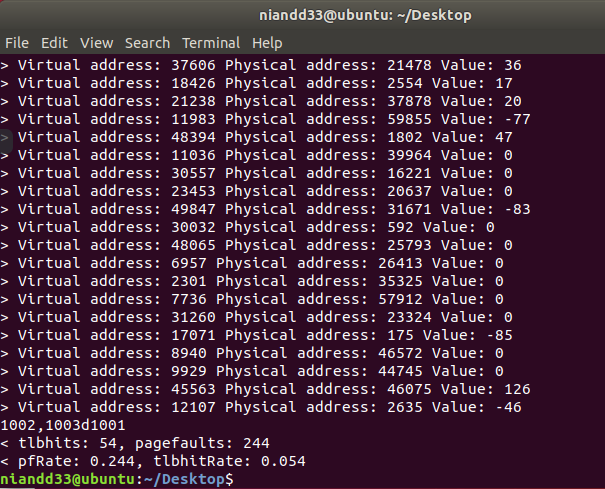 niandd33@ubuntu: ~/Desktop
File Edit View Search Terminal Help
> Virtual address: 37606 Physical address: 21478 Value: 36
> Virtual address: 18426 Physical address: 2554 Value: 17
> Virtual address: 21238 Physical address: 37878 Value: 20
> Virtual address: 11983 Physical address: 59855 Value: -77
> Virtual address: 48394 Physical address: 1802 Value: 47
> Virtual address: 11036 Physical address: 39964 Value: 0
> Virtual address: 30557 Physical address: 16221 Value: 0
> Virtual address: 23453 Physical address: 20637 Value: 0
> Virtual address: 49847 Physical address: 31671 Value: -83
> Virtual address: 30032 Physical address: 592 Value: 0
> Virtual address: 48065 Physical address: 25793 Value: 0
> Virtual address: 6957 Physical address: 26413 Value: 0
> Virtual address: 2301 Physical address: 35325 Value: 0
> Virtual address: 7736 Physical address: 57912 Value: 0
> Virtual address: 31260 Physical address: 23324 Value: 0
> Virtual address: 17071 Physical address: 175 Value: -85
> Virtual address: 8940 Physical address: 46572 Value: 0
> Virtual address: 9929 Physical address: 44745 Value: 0
> Virtual address: 45563 Physical address: 46075 Value: 126
> Virtual address: 12107 Physical address: 2635 Value: -46
1002,1003d1001
< tlbhits: 54, pagefaults: 244
< pfRate: 0.244, tlbhitRate: 0.054
niandd33@ubuntu:~/Desktop$